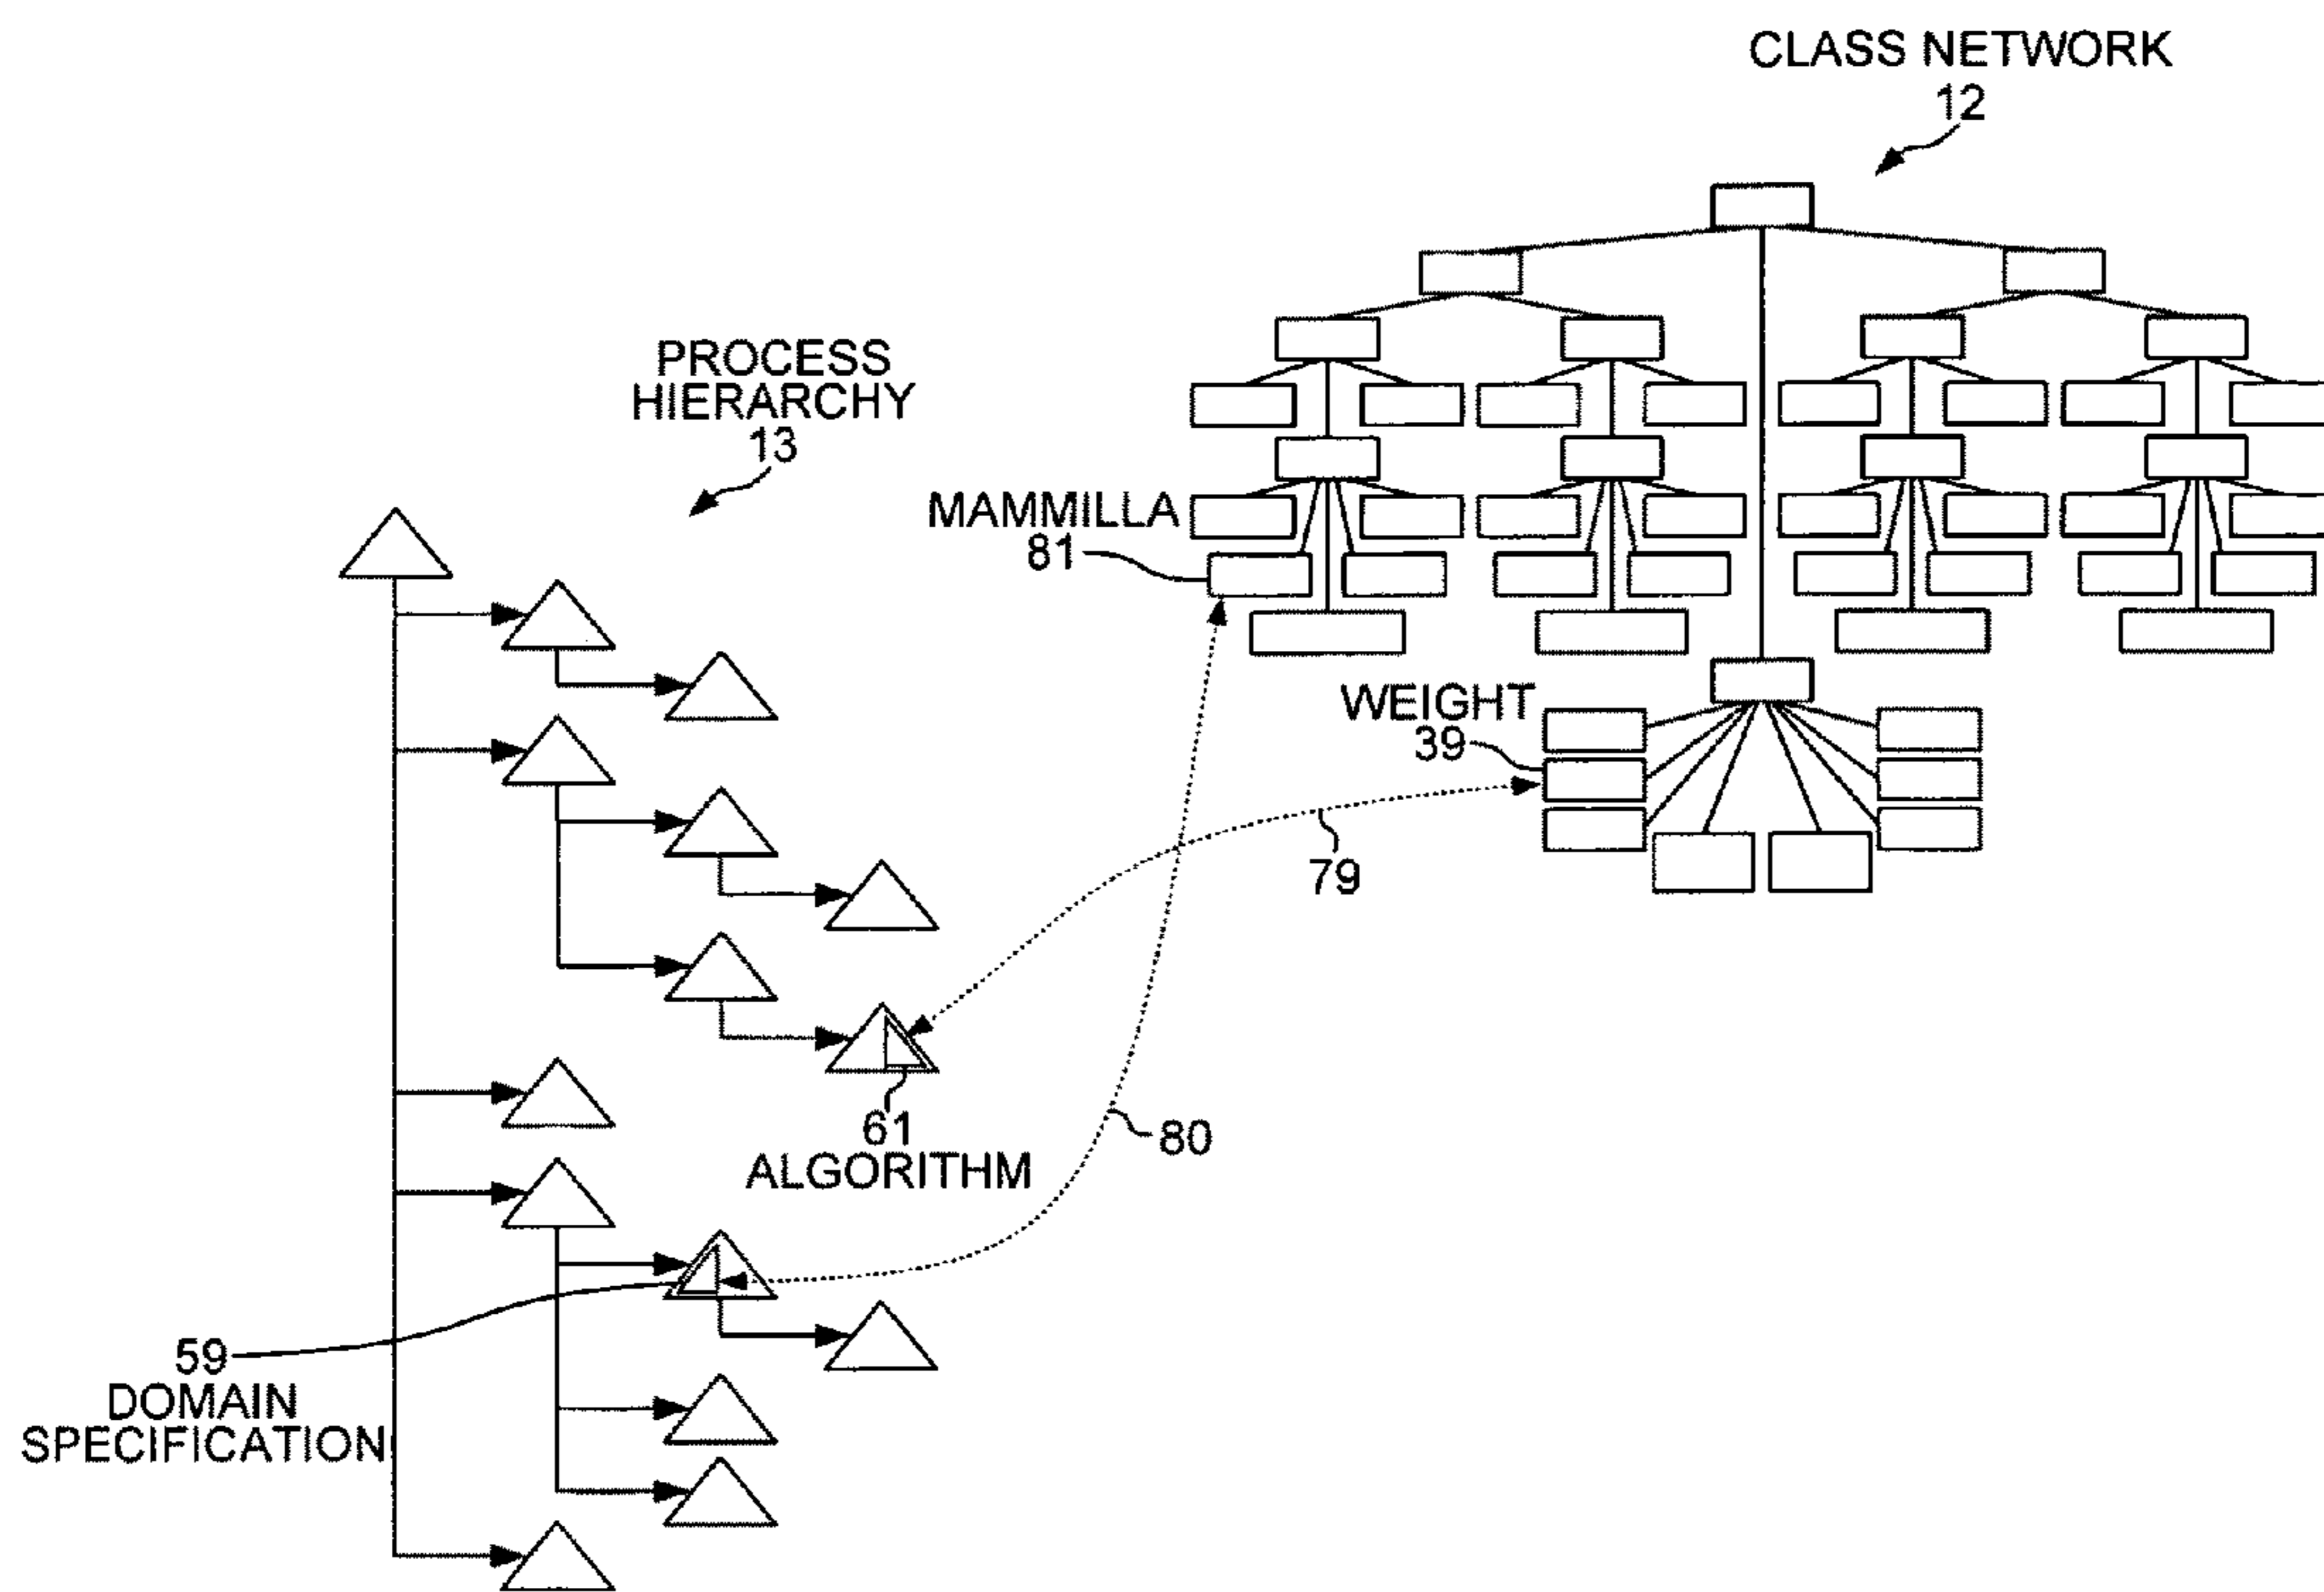 CLASS NETWORK
12
PROCESS
HIERARCHY
13
MAMMILLA
81
WEIGHT
39
79
61
ALGORITHM
80
59
DOMAIN
SPECIFICATION